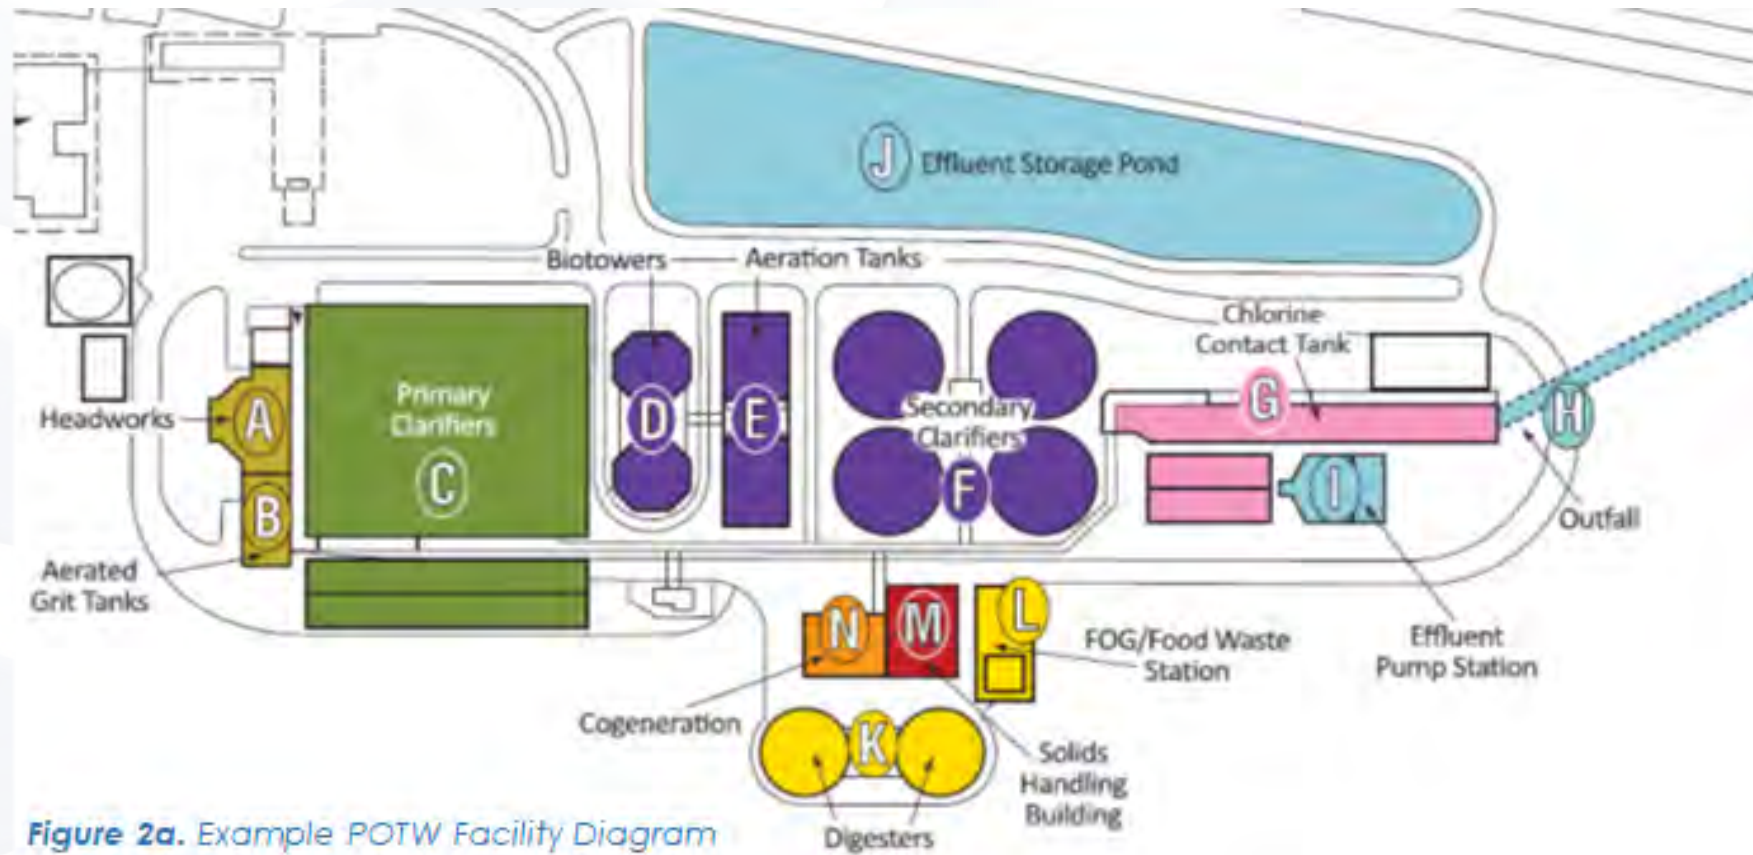 J Effluent Storage Pond
Biotowers
Aeration Tanks
Chlorine
Contact Tank
G
Headworks
A
Primary
Clarifiers
C
D
E
Secondary
Clarifiers
F
H
B
I
Outfall
Aerated
Grit Tanks
N
M
L
FOG/Food Waste
Station
Effluent
Pump Station
Cogeneration
K
Solids
Handling
Building
Digesters
Figure 2a. Example POTW Facility Diagram